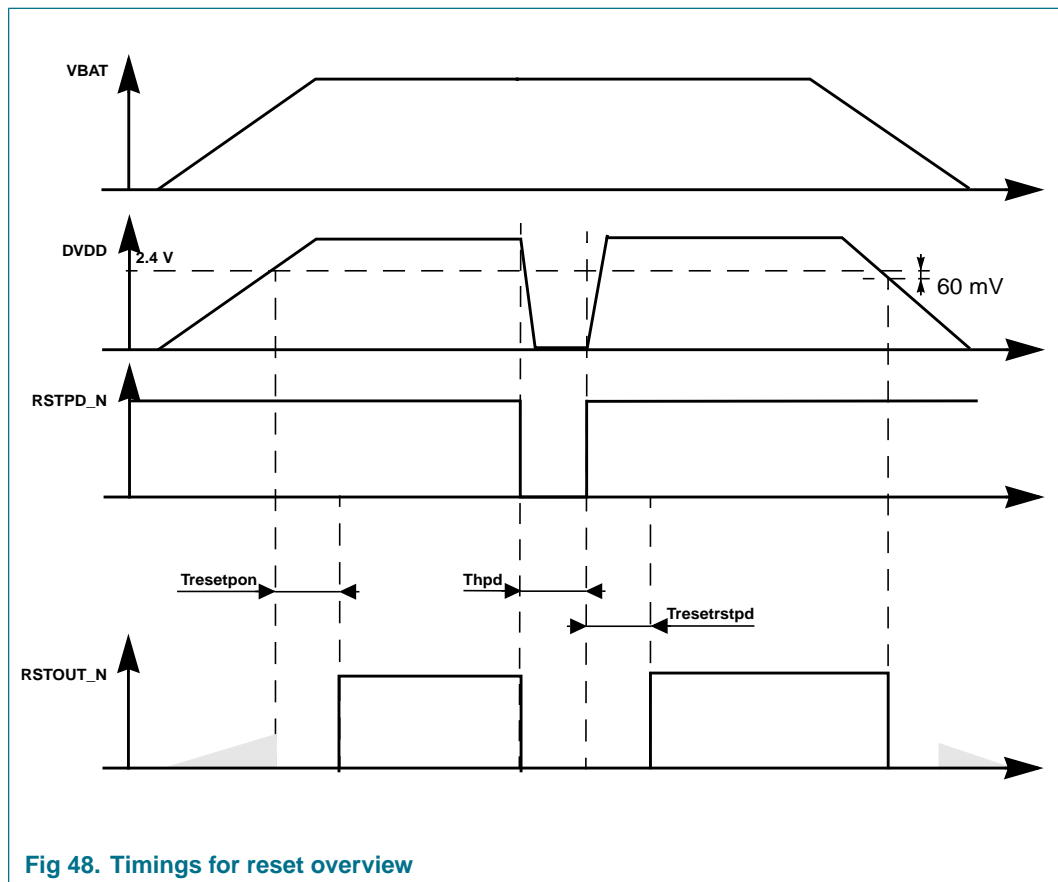 VBAT
DVDD
2.4 V
60 mV
RSTPD_N
Tresetpon
Thpd
Tresetrstpd
RSTOUT_N
Fig 48. Timings for reset overview